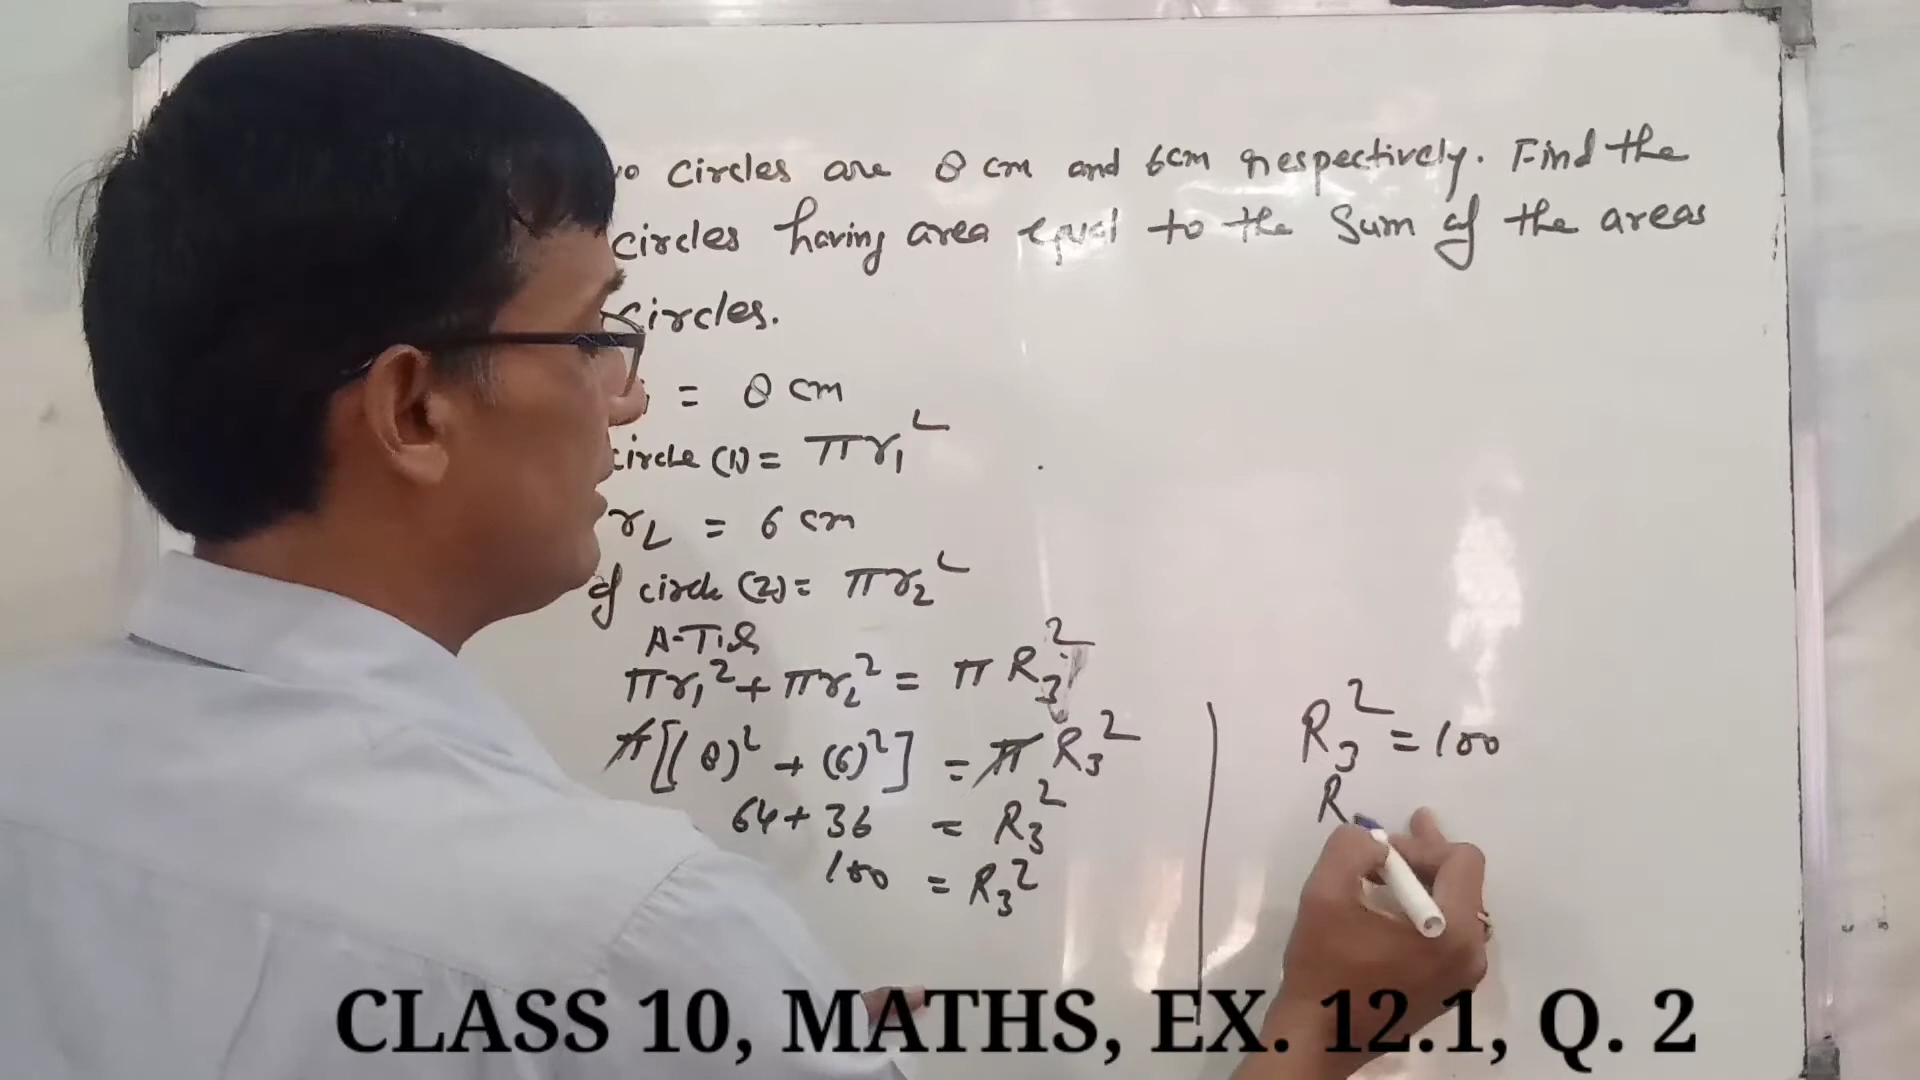 circles are 8 cm and 6cm respectively. Find the
circles having area equal to the Sum of the areas
circles.
= 8 cm
circle (1) = πr₁²
r₂ = 6 cm
of circle (2) = πr₂²
πr₁² + πr₂² = πR₃²
π[(8)² + (6)²] = πR₃²
64 + 36 = R₃²
100 = R₃²
R₃² = 100
R
CLASS 10, MATHS, EX. 12.1, Q. 2